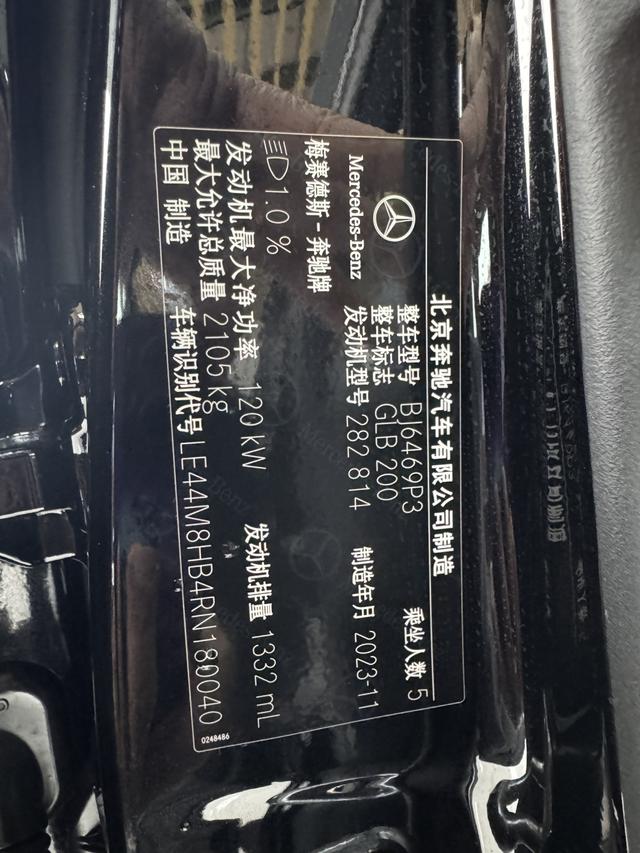 北京奔驰汽车有限公司制造
Mercedes-Benz
整车型号 BJ6469P3 乘坐人数 5
整车标志 GLB 200
发动机型号 282 814 制造年月 2023-11
梅赛德斯-奔驰牌
1.0 %
发动机最大净功率 120 kW 发动机排量 1332 mL
最大允许总质量 2105 kg
中国 制造 车辆识别代号 LE44M8HB4RN180040
0248486